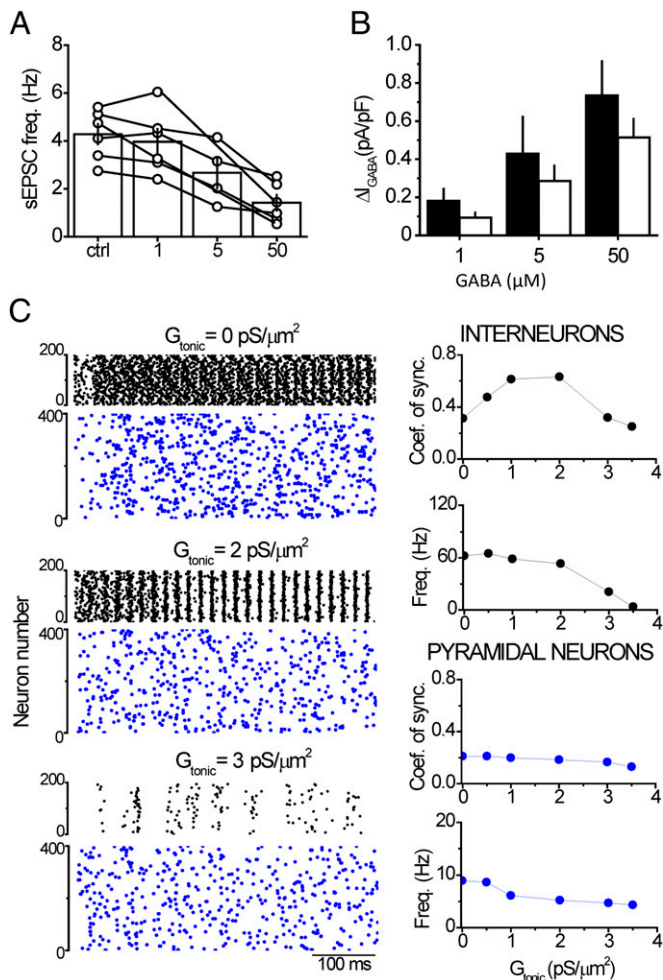 A
sEPSC freq. (Hz)
8
6
4
2
0
ctrl 1 5 50
B
ΔI_GABA (pA/pF)
1.0
0.8
0.6
0.4
0.2
0
1 5 50
GABA (µM)
C
Neuron number
G_tonic = 0 pS/µm²
200
0
400
0
G_tonic = 2 pS/µm²
200
0
400
0
G_tonic = 3 pS/µm²
200
0
400
0
100 ms
INTERNEURONS
Coef. of sync.
0.8
0.4
0.0
0 1 2 3 4
Freq. (Hz)
120
60
0
0 1 2 3 4
PYRAMIDAL NEURONS
Coef. of sync.
0.8
0.4
0.0
0 1 2 3 4
Freq. (Hz)
20
10
0
0 1 2 3 4
G_tonic (pS/µm²)